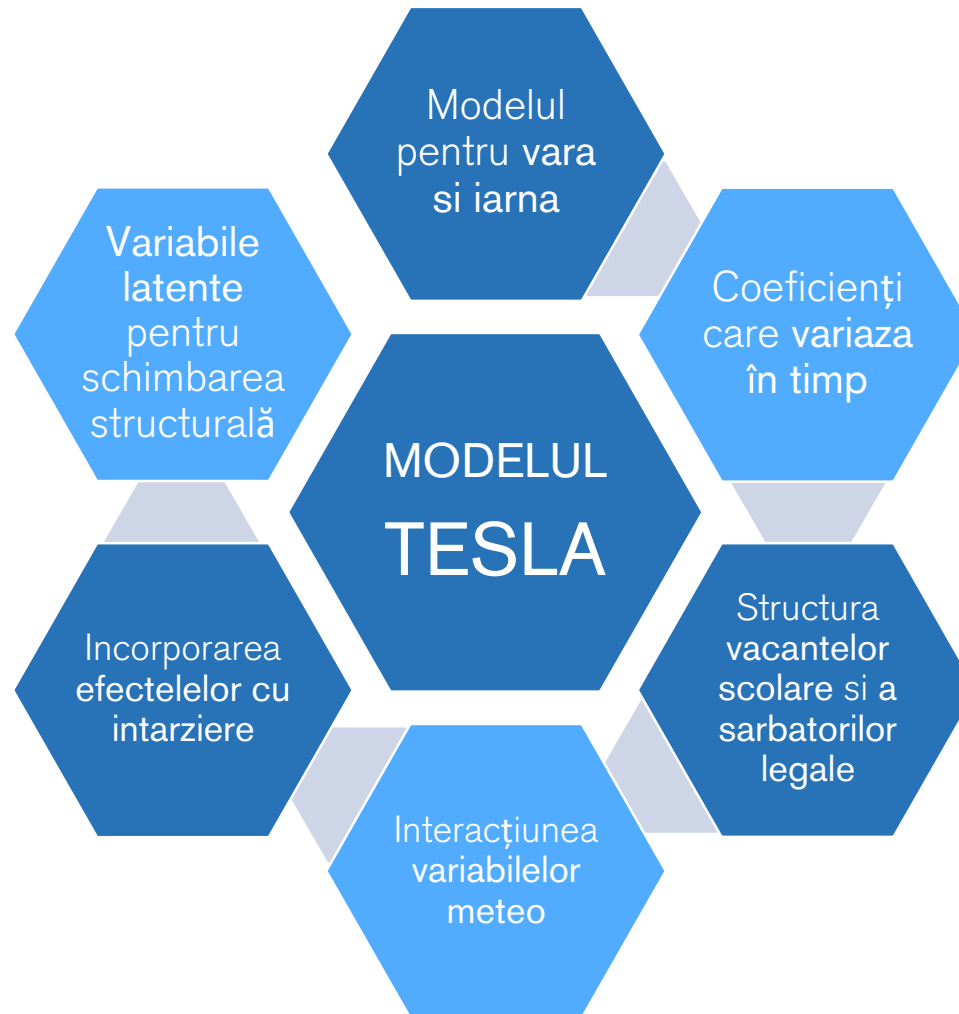 Modelul
pentru vara
si iarna
Coeficienți
care variaza
în timp
Structura
vacantelor
scolare si a
sarbatorilor
legale
Interacțiunea
variabilelor
meteo
Incorporarea
efectelelor cu
intarziere
Variabile
latente
pentru
schimbarea
structurală
MODELUL
TESLA